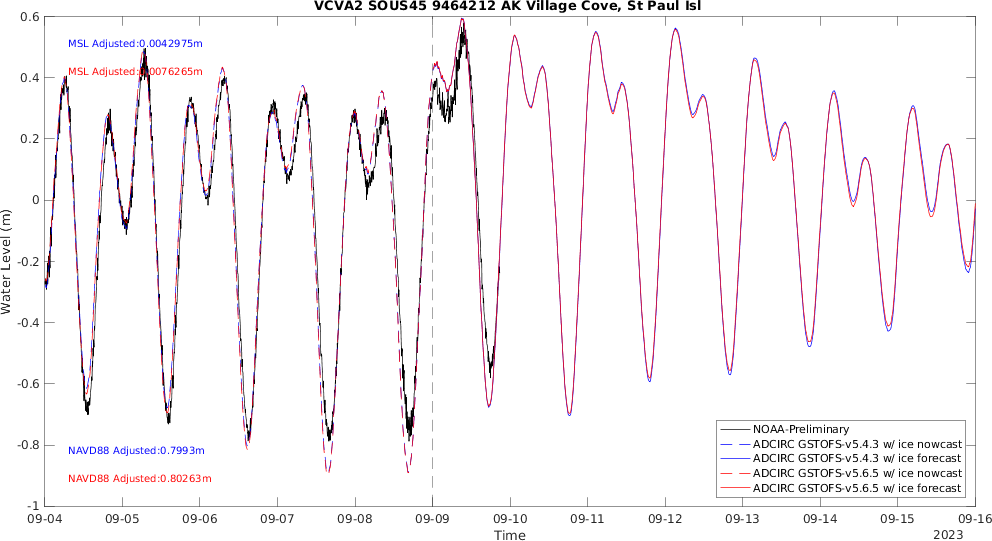 VCVA2 SOUS45 9464212 AK Village Cove, St Paul Isl
MSL Adjusted:0.0042975m
MSL Adjusted:0.0076265m
NAVD88 Adjusted:0.7993m
NAVD88 Adjusted:0.80263m
Water Level (m)
0.6
0.4
0.2
0
-0.2
-0.4
-0.6
-0.8
-1
NOAA-Preliminary
ADCIRC GSTOFS-v5.4.3 w/ ice nowcast
ADCIRC GSTOFS-v5.4.3 w/ ice forecast
ADCIRC GSTOFS-v5.6.5 w/ ice nowcast
ADCIRC GSTOFS-v5.6.5 w/ ice forecast
09-04 09-05 09-06 09-07 09-08 09-09 09-10 09-11 09-12 09-13 09-14 09-15 09-16
Time
2023